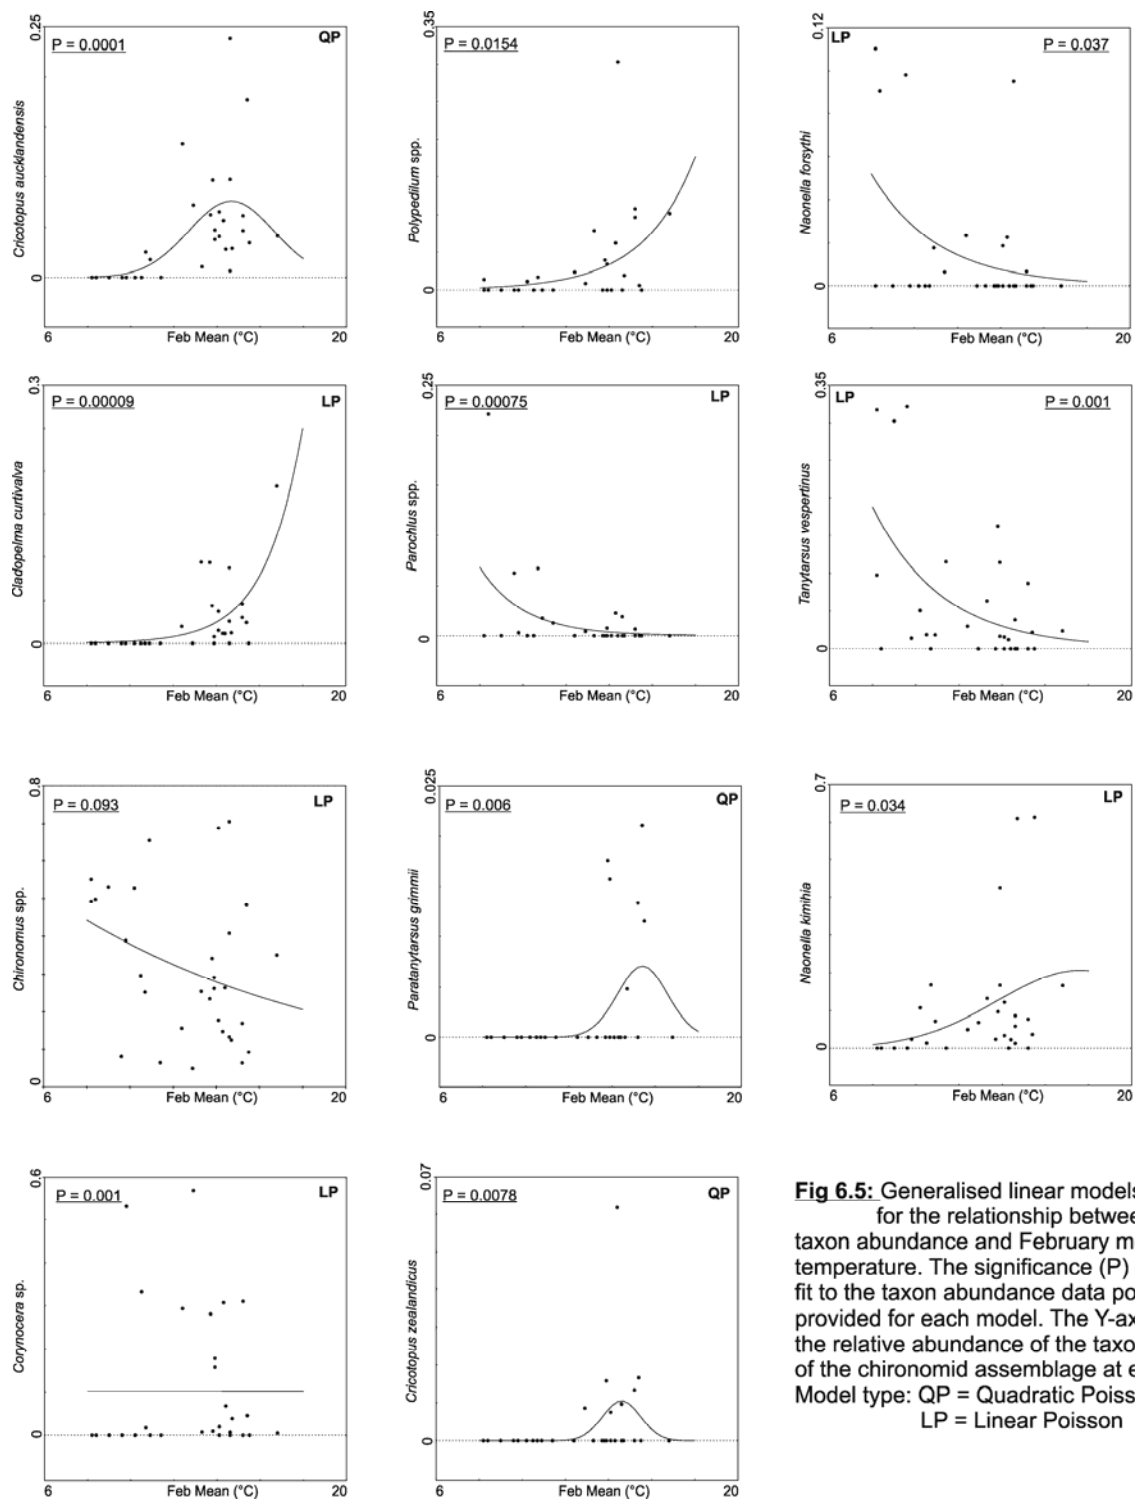 0.25
P = 0.0001
QP
Cricotopus aucklandensis
0
6
Feb Mean (°C)
20
0.35
P = 0.0154
Polypedilum spp.
0
6
Feb Mean (°C)
20
0.12
LP
P = 0.037
Naonella forsythi
0
6
Feb Mean (°C)
20
0.3
P = 0.00009
LP
Cladopelma curtivalva
0
6
Feb Mean (°C)
20
0.25
P = 0.00075
LP
Parochlus spp.
0
6
Feb Mean (°C)
20
0.35
LP
P = 0.001
Tanytarsus vespertinus
0
6
Feb Mean (°C)
20
0.8
P = 0.093
LP
Chironomus spp.
0
6
Feb Mean (°C)
20
0.025
P = 0.006
QP
Paratanytarsus grimmii
0
6
Feb Mean (°C)
20
0.7
P = 0.034
LP
Naonella kimihia
0
6
Feb Mean (°C)
20
0.6
P = 0.001
LP
Corynocera sp.
0
6
Feb Mean (°C)
20
0.07
P = 0.0078
QP
Cricotopus zealandicus
0
6
Feb Mean (°C)
20
Fig 6.5: Generalised linear models
for the relationship betwee
taxon abundance and February m
temperature. The significance (P)
fit to the taxon abundance data po
provided for each model. The Y-ax
the relative abundance of the taxo
of the chironomid assemblage at e
Model type: QP = Quadratic Poiss
LP = Linear Poisson